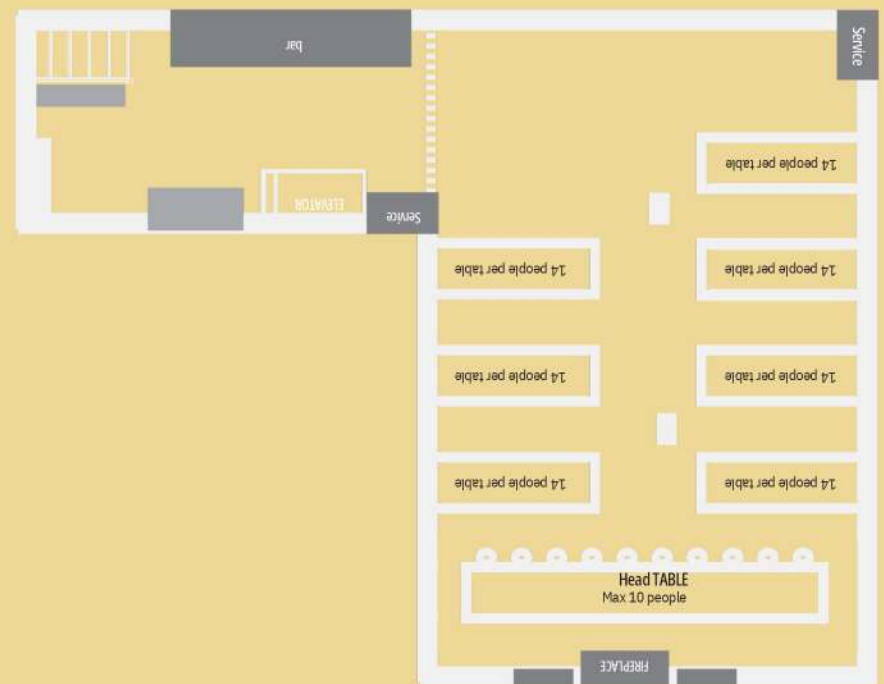 bar
Service
14 people per table
ELEVATOR
Service
14 people per table
14 people per table
14 people per table
14 people per table
14 people per table
14 people per table
Head TABLE
Max 10 people
FIREPLACE